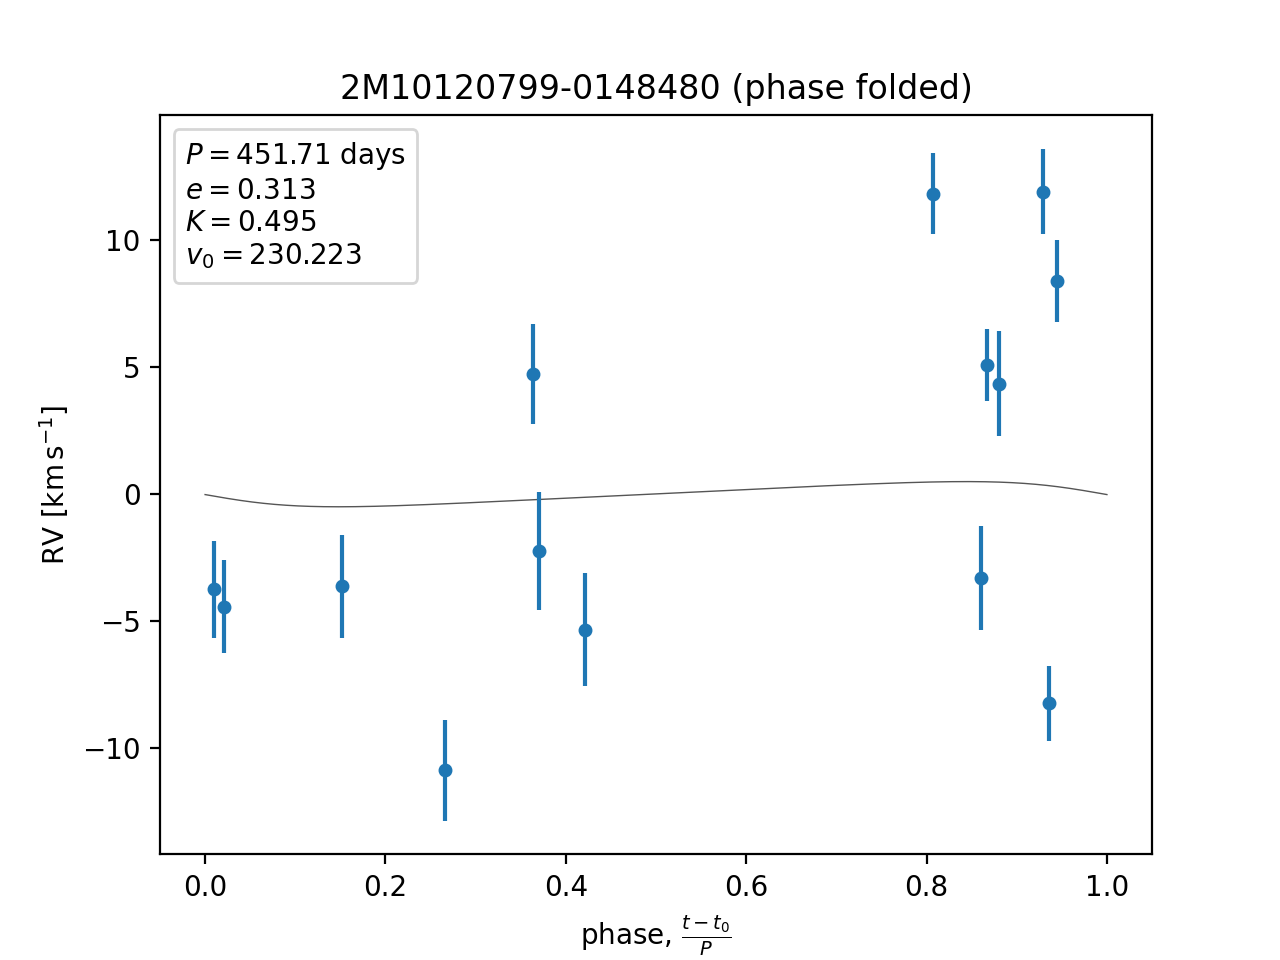 2M10120799-0148480 (phase folded)
P = 451.71 days
e = 0.313
K = 0.495
v₀ = 230.223
RV [km s⁻¹]
10
5
0
−5
−10
0.0 0.2 0.4 0.6 0.8 1.0
phase, (t − t₀)/P